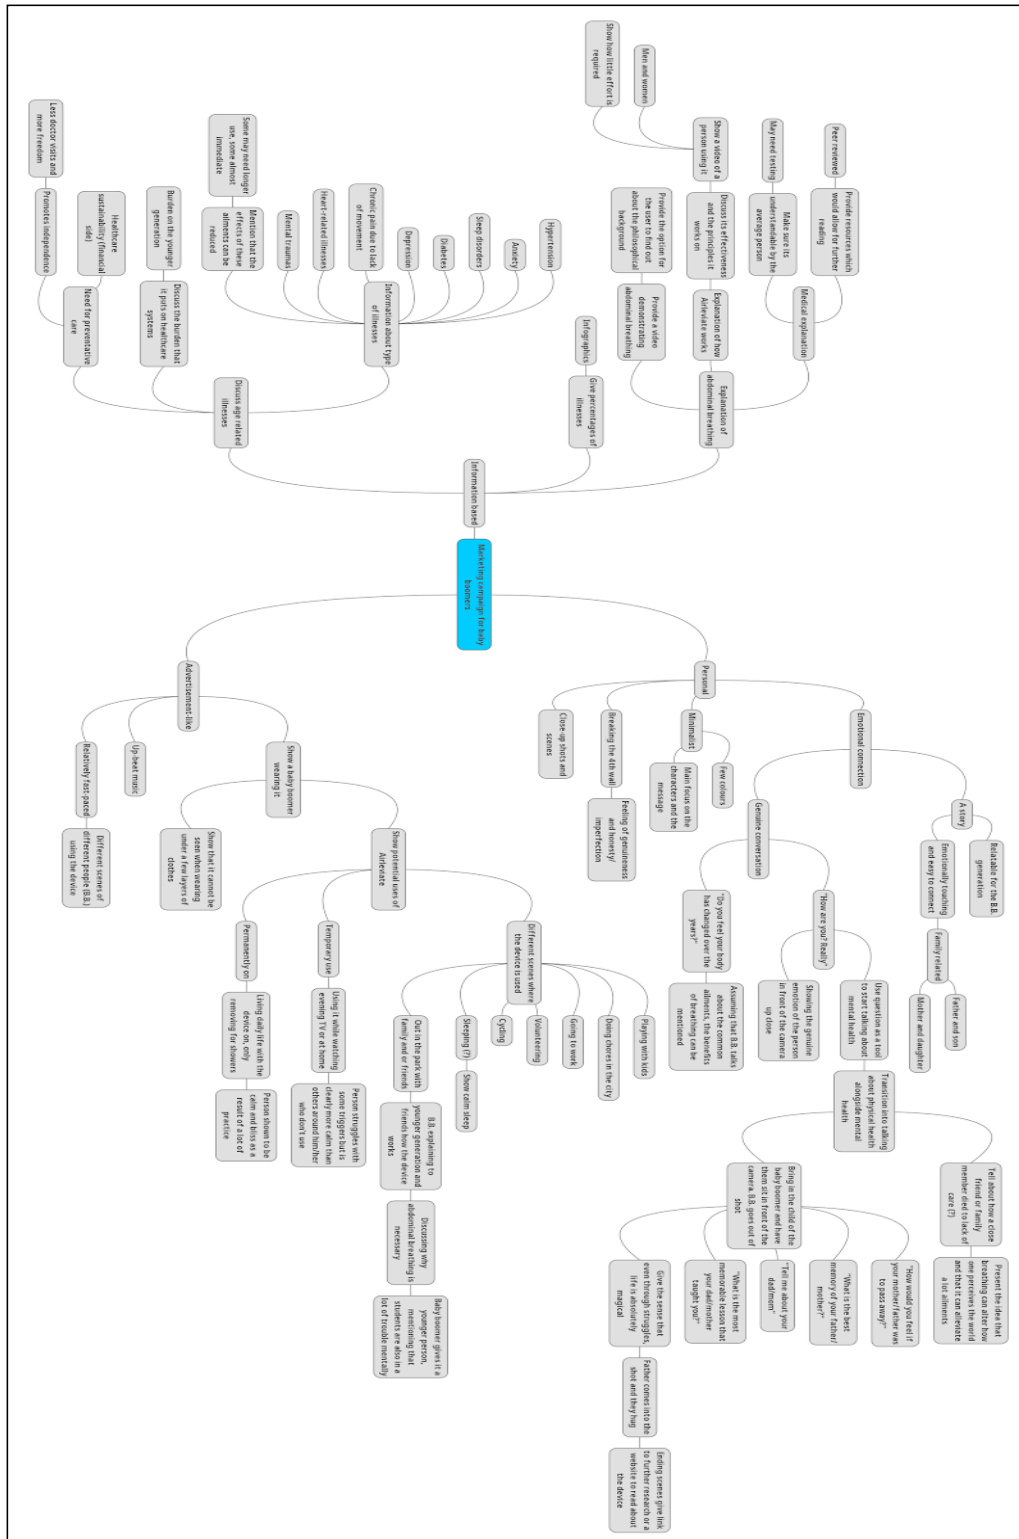 Marketing campaign for baby
boomers
Information based
Explanation of
abdominal breathing
Medical explanation
Provide resources which
would allow for further
reading
Peer reviewed
Make sure its
understandable by the
average person
May need testing
Explanation of how
Airleviate works
Discuss its effectiveness
and the principles it
works on
Show a video of a
person using it
Men and women
Show how little effort is
required
Provide a video
demonstrating
abdominal breathing
Provide the option for
the user to find out
about the philosophical
background
Give percentages of
illnesses
Infographics
Discuss age related
illnesses
Information about type
of illnesses
Hypertension
Anxiety
Sleep disorders
Diabetes
Depression
Chronic pain due to lack
of movement
Heart-related illnesses
Mental traumas
Mention that the
effects of these
ailments can be
reduced
Some may need longer
use, some almost
immediate
Discuss the burden that
it puts on healthcare
systems
Burden on the younger
generation
Need for preventative
care
Healthcare
sustainability (financial
side)
Promotes independence
Less doctor visits and
more freedom
Personal
Emotional connection
A story
Relatable for the B.B.
generation
Emotionally touching
and easy to connect
Family related
Father and son
Mother and daughter
Genuine conversation
"How are you? Really"
Use question as a tool
to start talking about
mental health
Transition into talking
about physical health
alongside mental
health
Tell about how a close
friend or family
member died to lack of
care (?)
Present the idea that
breathing can alter how
one perceives the world
and that it can alleviate
a lot ailments
Bring in the child of the
baby boomer and have
them sit in front of the
camera. B.B. goes out of
shot
"How would you feel if
your mother/father was
to pass away?"
"What is the best
memory of your father/
mother?"
"Tell me about your
dad/mom"
"What is the most
memorable lesson that
your dad/mother
taught you?"
Give the sense that
even through struggles,
life is absolutely
magical
Father comes into the
shot and they hug
Ending scenes give link
to further research or a
website to read about
the device
Showing the genuine
emotion of the person
in front of the camera
up close
"Do you feel your body
has changed over the
years?"
Assuming that B.B. talks
about the common
ailments, the benefits
of breathing can be
mentioned
Minimalist
Few colours
Main focus on the
characters and the
message
Breaking the 4th wall
Feeling of genuineness
and honesty/
imperfection
Close-up shots and
scenes
Advertisement-like
Show a baby boomer
wearing it
Show potential uses of
Airleviate
Different scenes where
the device is used
Playing with kids
Doing chores in the city
Going to work
Volunteering
Cycling
Sleeping (?)
Show calm sleep
Out in the park with
family and or friends
B.B. explaining to
younger generation and
friends how the device
works
Discussing why
abdominal breathing is
necessary
Baby boomer gives it a
younger person,
mentioning that
students are also in a
lot of trouble mentally
Temporary use
Using it while watching
evening TV or at home
Person struggles with
some triggers but is
clearly more calm than
others around him/her
who don't use
Permanently on
Living daily life with the
device on, only
removing for showers
Person shown to be
calm and bliss as a
result of a lot of
practice
Show that it cannot be
seen when wearing
under a few layers of
clothes
Up-beat music
Relatively fast-paced
Different scenes of
different people (B.B.)
using the device